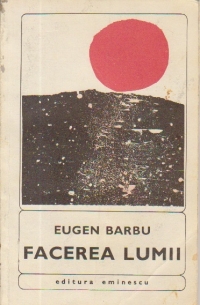 EUGEN BARBU
FACEREA LUMII
editura eminescu